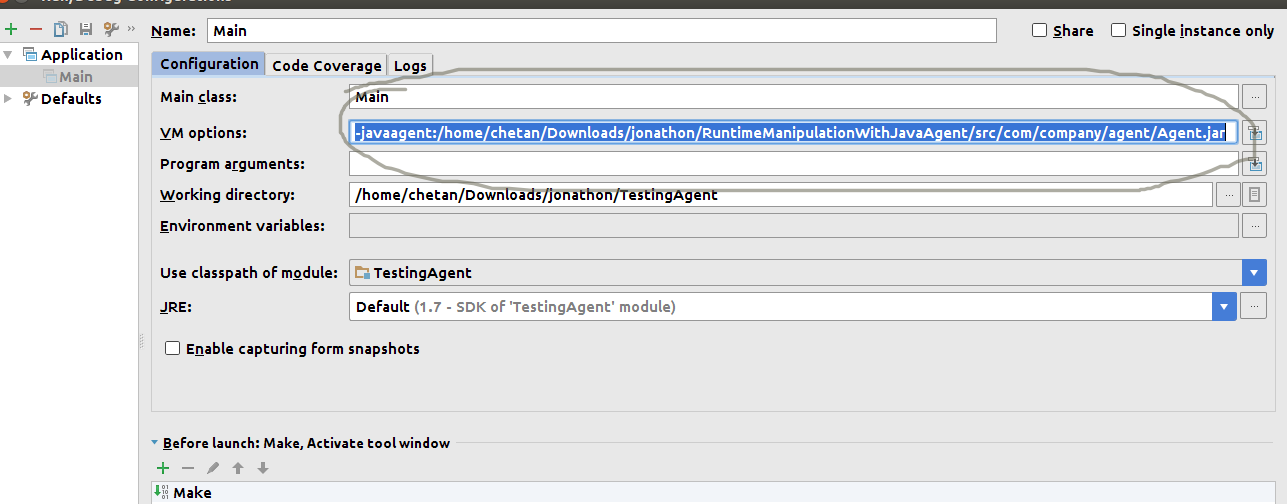 Name: Main Share Single instance only
Application
Main
Defaults
Configuration Code Coverage Logs
Main class: Main ...
VM options: -javaagent:/home/chetan/Downloads/jonathon/RuntimeManipulationWithJavaAgent/src/com/company/agent/Agent.jar
Program arguments:
Working directory: /home/chetan/Downloads/jonathon/TestingAgent ...
Environment variables: ...
Use classpath of module: TestingAgent
JRE: Default (1.7 - SDK of 'TestingAgent' module) ...
Enable capturing form snapshots
Before launch: Make, Activate tool window
Make